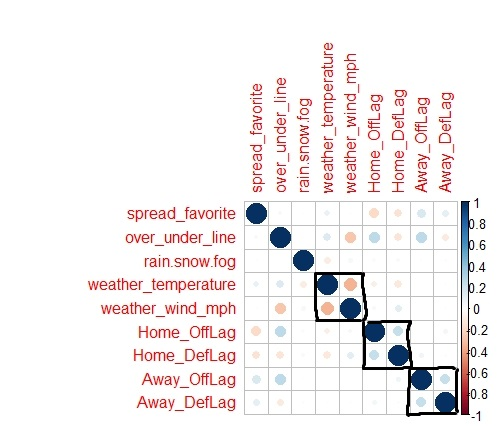 spread_favorite
over_under_line
rain.snow.fog
weather_temperature
weather_wind_mph
Home_OffLag
Home_DefLag
Away_OffLag
Away_DefLag
spread_favorite
over_under_line
rain.snow.fog
weather_temperature
weather_wind_mph
Home_OffLag
Home_DefLag
Away_OffLag
Away_DefLag
1
0.8
0.6
0.4
0.2
0
-0.2
-0.4
-0.6
-0.8
-1